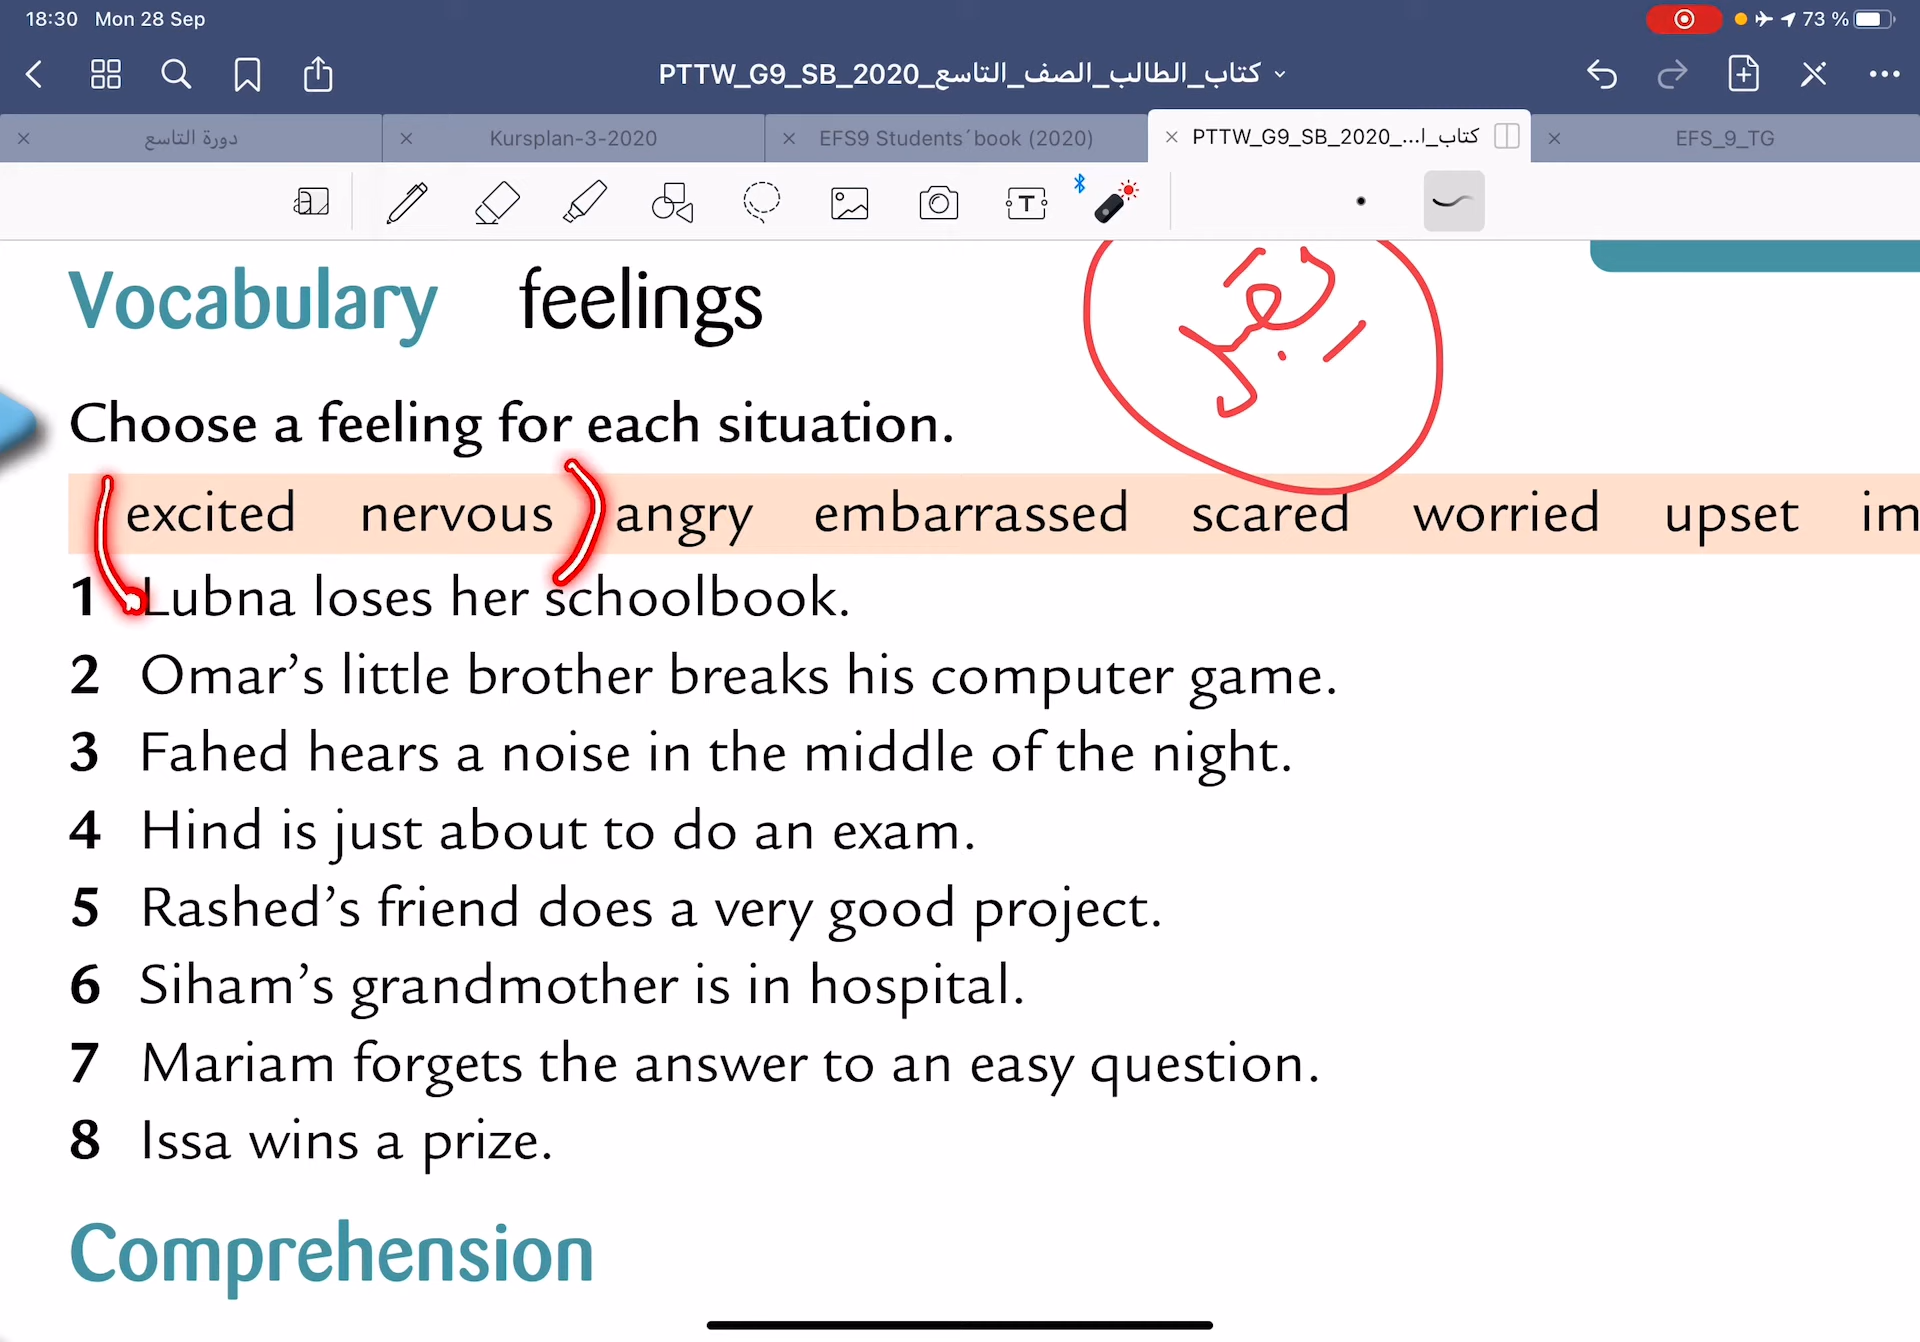 18:30 Mon 28 Sep
73 %
PTTW_G9_SB_2020_كتاب_الطالب_الصف_التاسع
دورة التاسع
Kursplan-3-2020
EFS9 Students´book (2020)
PTTW_G9_SB_2020_...كتاب_ا
EFS_9_TG
Vocabulary feelings
Choose a feeling for each situation.
excited nervous angry embarrassed scared worried upset im
1 Lubna loses her schoolbook.
2 Omar’s little brother breaks his computer game.
3 Fahed hears a noise in the middle of the night.
4 Hind is just about to do an exam.
5 Rashed’s friend does a very good project.
6 Siham’s grandmother is in hospital.
7 Mariam forgets the answer to an easy question.
8 Issa wins a prize.
Comprehension